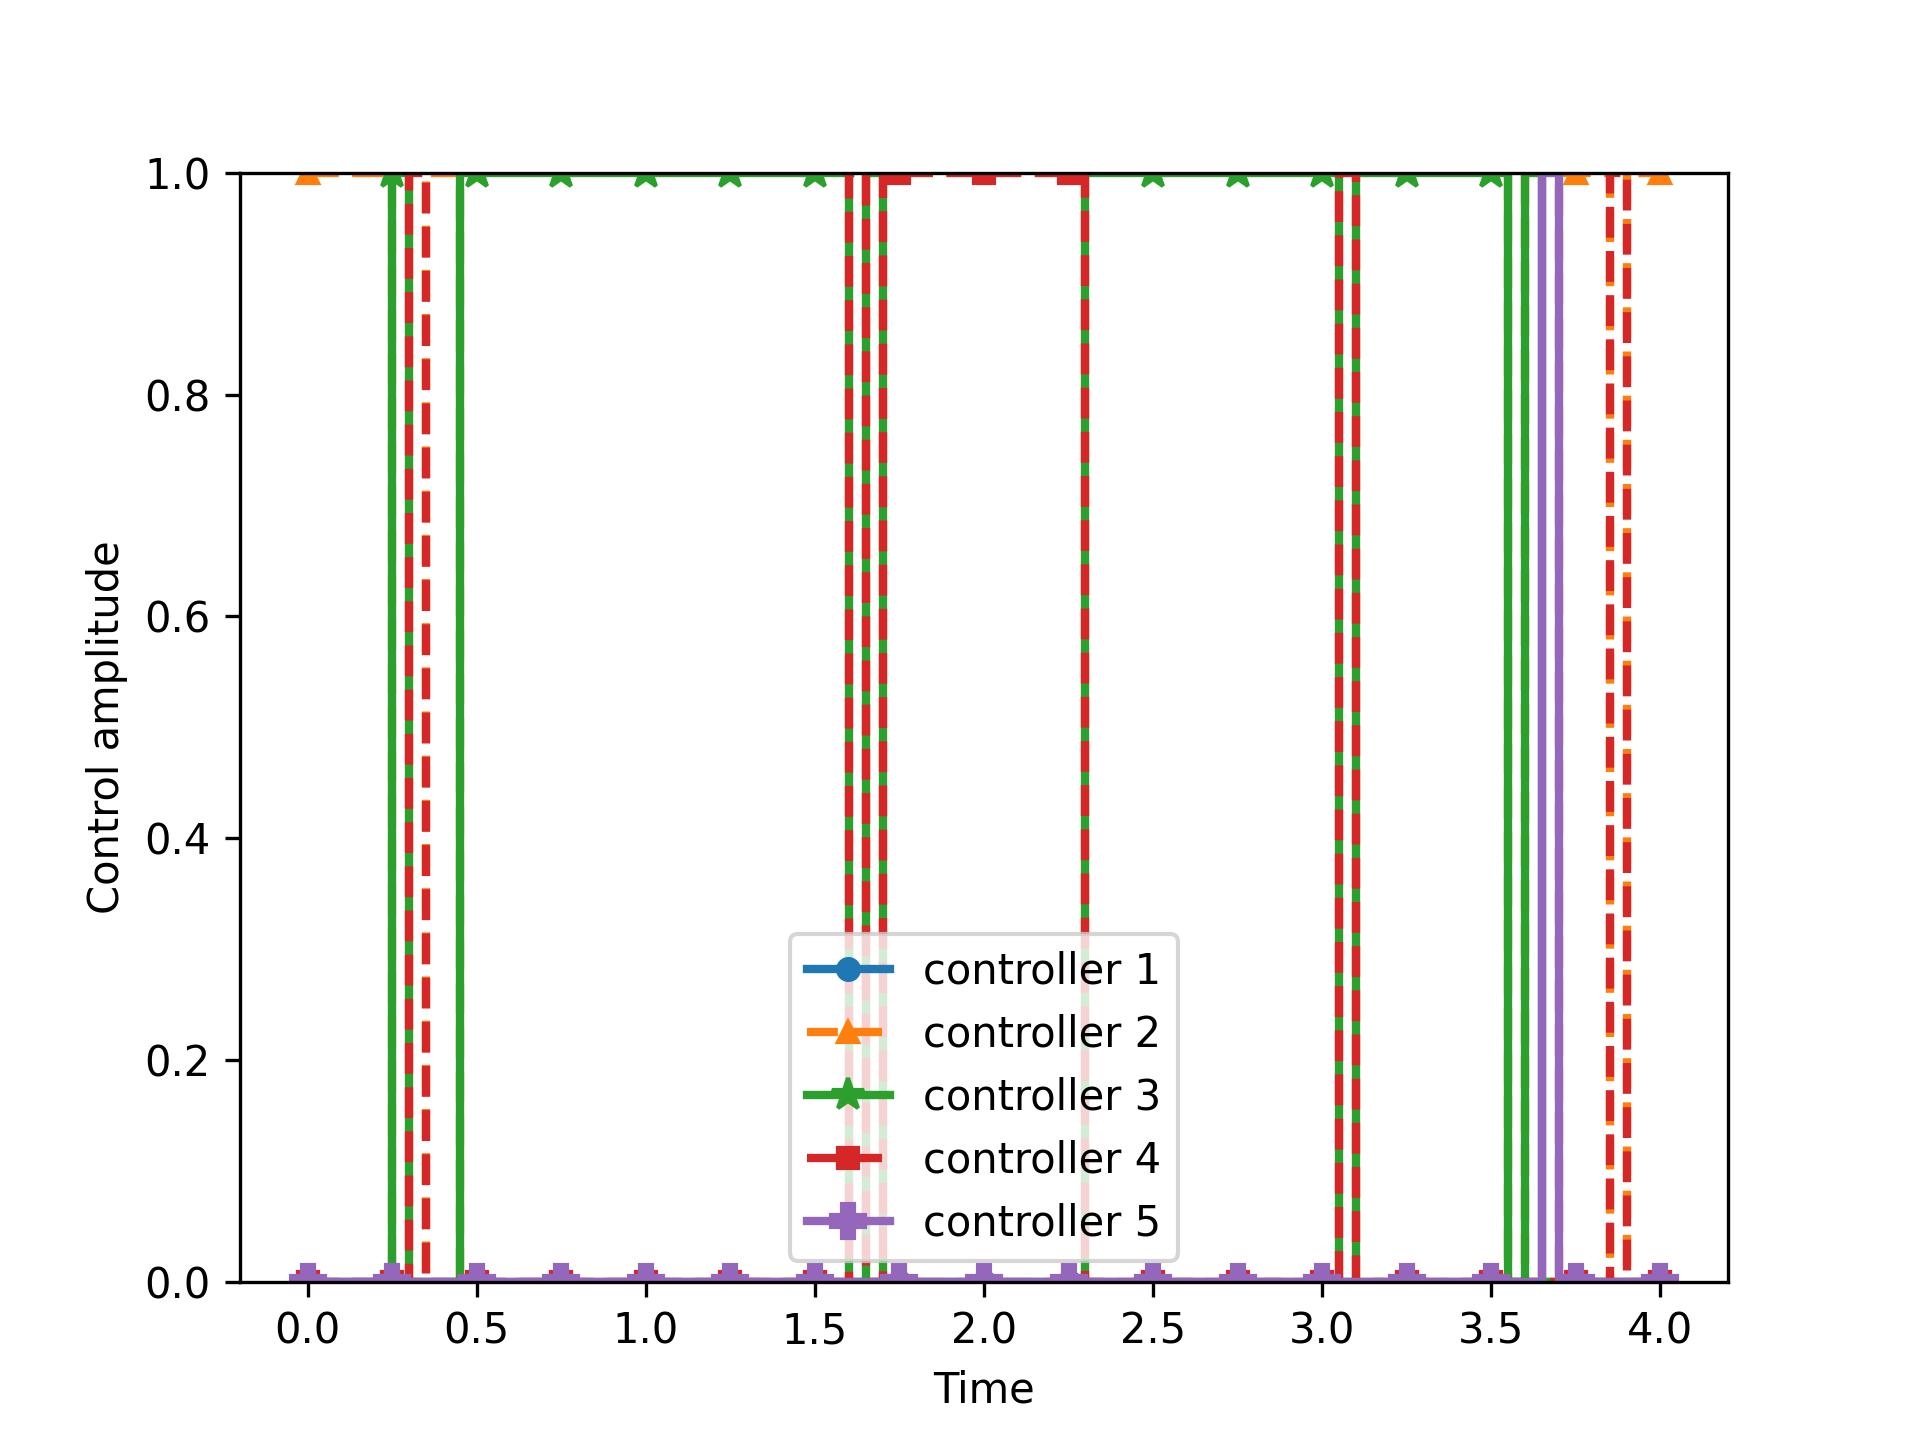 1.0
0.8
0.6
0.4
0.2
0.0
Control amplitude
controller 1
controller 2
controller 3
controller 4
controller 5
0.0 0.5 1.0 1.5 2.0 2.5 3.0 3.5 4.0
Time